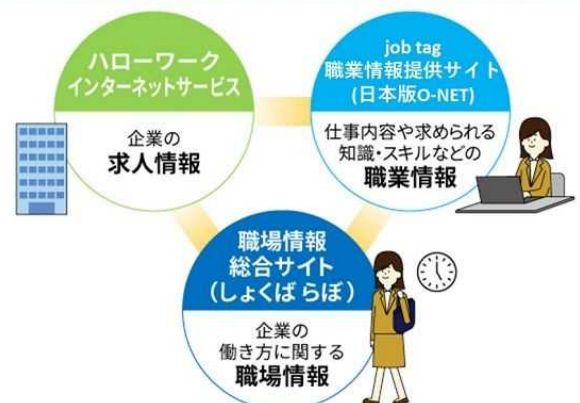 ハローワーク
インターネットサービス
企業の
求人情報
job tag
職業情報提供サイト
(日本版O-NET)
仕事内容や求められる
知識・スキルなどの
職業情報
職場情報
総合サイト
(しょくば らぼ)
企業の
働き方に関する
職場情報